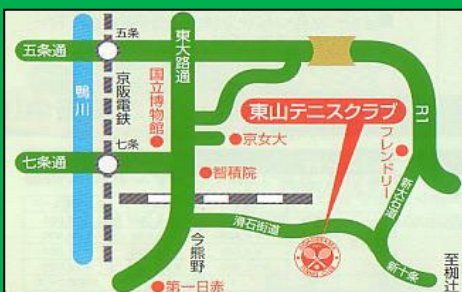 五条通
五条
東大路通
鴨川
京阪電鉄
国立博物館
東山テニスクラブ
R1
京女大
フレンドリー
七条
七条通
智積院
新大石道
滑石街道
今熊野
新十条
至椥辻
第一日赤